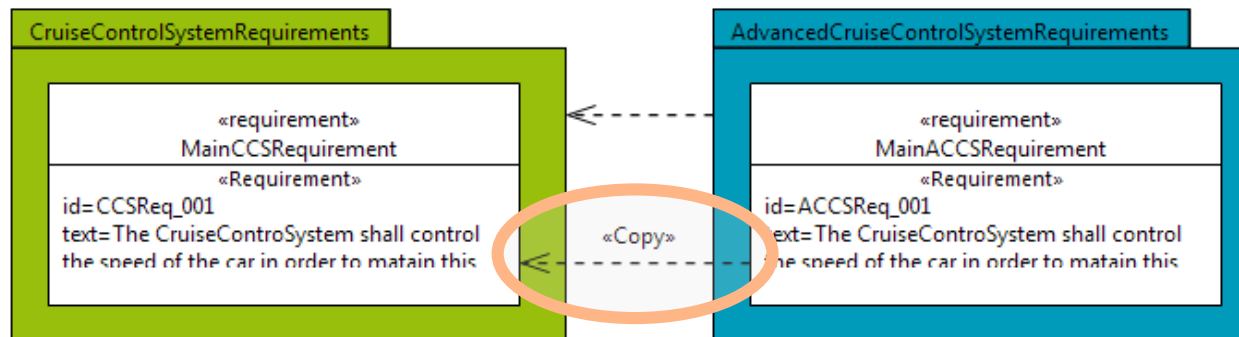 CruiseControlSystemRequirements
«requirement»
MainCCSRequirement
«Requirement»
id=CCSReq_001
text=The CruiseControSystem shall control
the speed of the car in order to matain this
«Copy»
AdvancedCruiseControlSystemRequirements
«requirement»
MainACCSRequirement
«Requirement»
id=ACCSReq_001
text=The CruiseControSystem shall control
the speed of the car in order to matain this